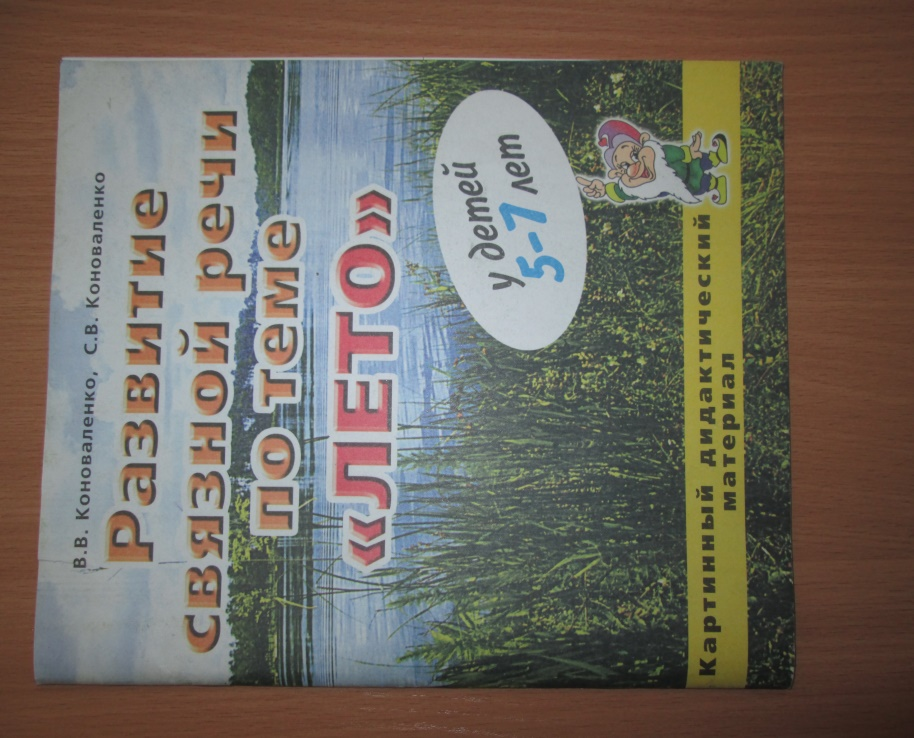 В.В. Коноваленко, С.В. Коноваленко
Развитие
связной речи
по теме
«ЛЕТО»
у детей
5-7 лет
Картинный дидактический
материал